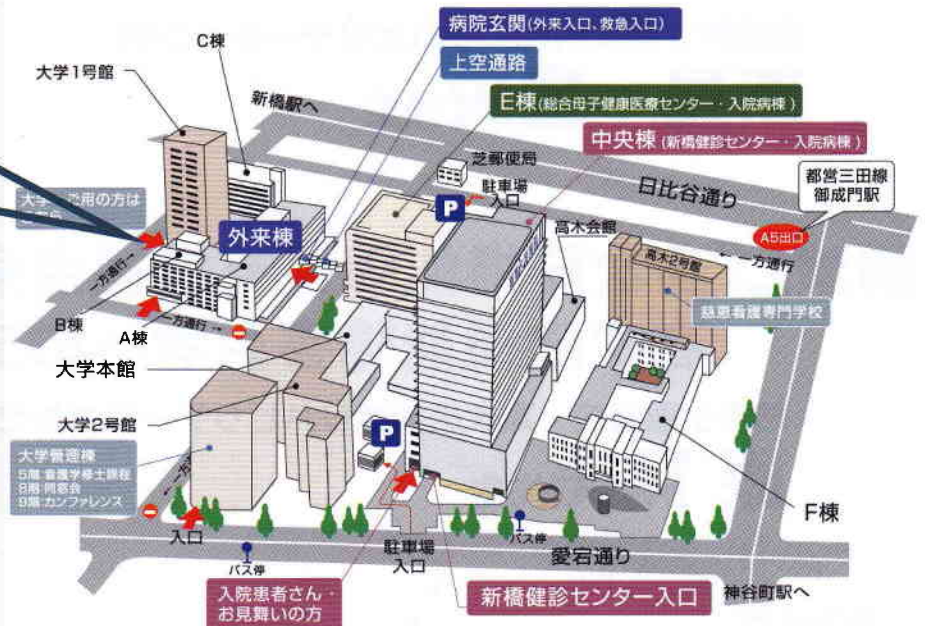 病院玄関(外来入口、救急入口)
C棟
上空通路
大学1号館
新橋駅へ
E棟(総合母子健康医療センター・入院病棟)
中央棟(新橋健診センター・入院病棟)
芝郵便局
駐車場
入口
日比谷通り
都営三田線
御成門駅
P
A5出口
用の方は
外来棟
高木会館
高木2号館
←一方通行
一方通行→
慈恵看護専門学校
B棟
A棟
一方通行→
大学本館
大学2号館
P
大学管理棟
5階 看護学修士課程
8階 同窓会
9階 カンファレンス
←一方通行
F棟
入口
バス停
駐車場
入口
バス停
愛宕通り
神谷町駅へ
入院患者さん・
お見舞いの方
新橋健診センター入口